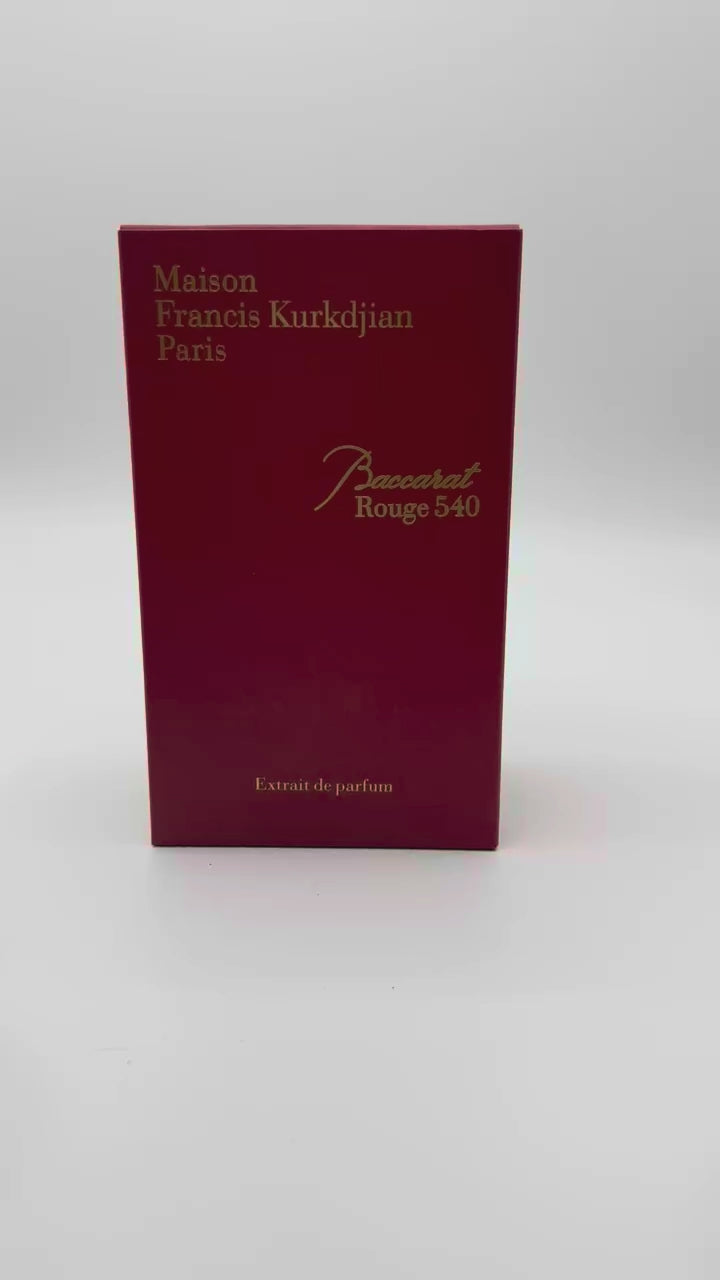 Maison
Francis Kurkdjian
Paris
Baccarat
Rouge 540
Extrait de parfum